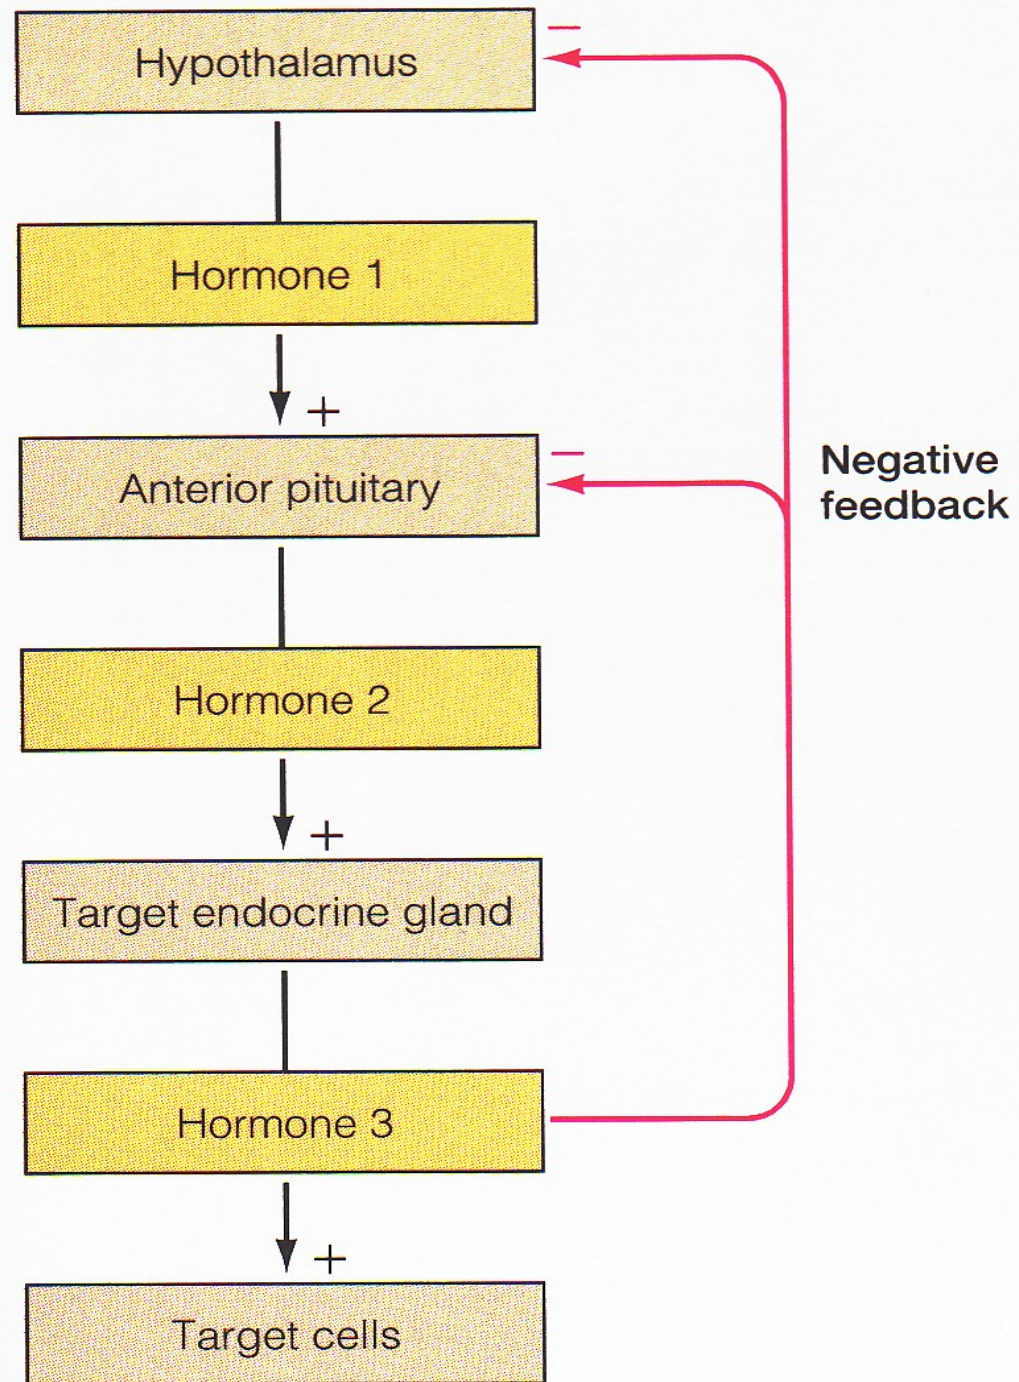 −
Hypothalamus
Hormone 1
+
Anterior pituitary
−
Negative
feedback
Hormone 2
+
Target endocrine gland
Hormone 3
+
Target cells